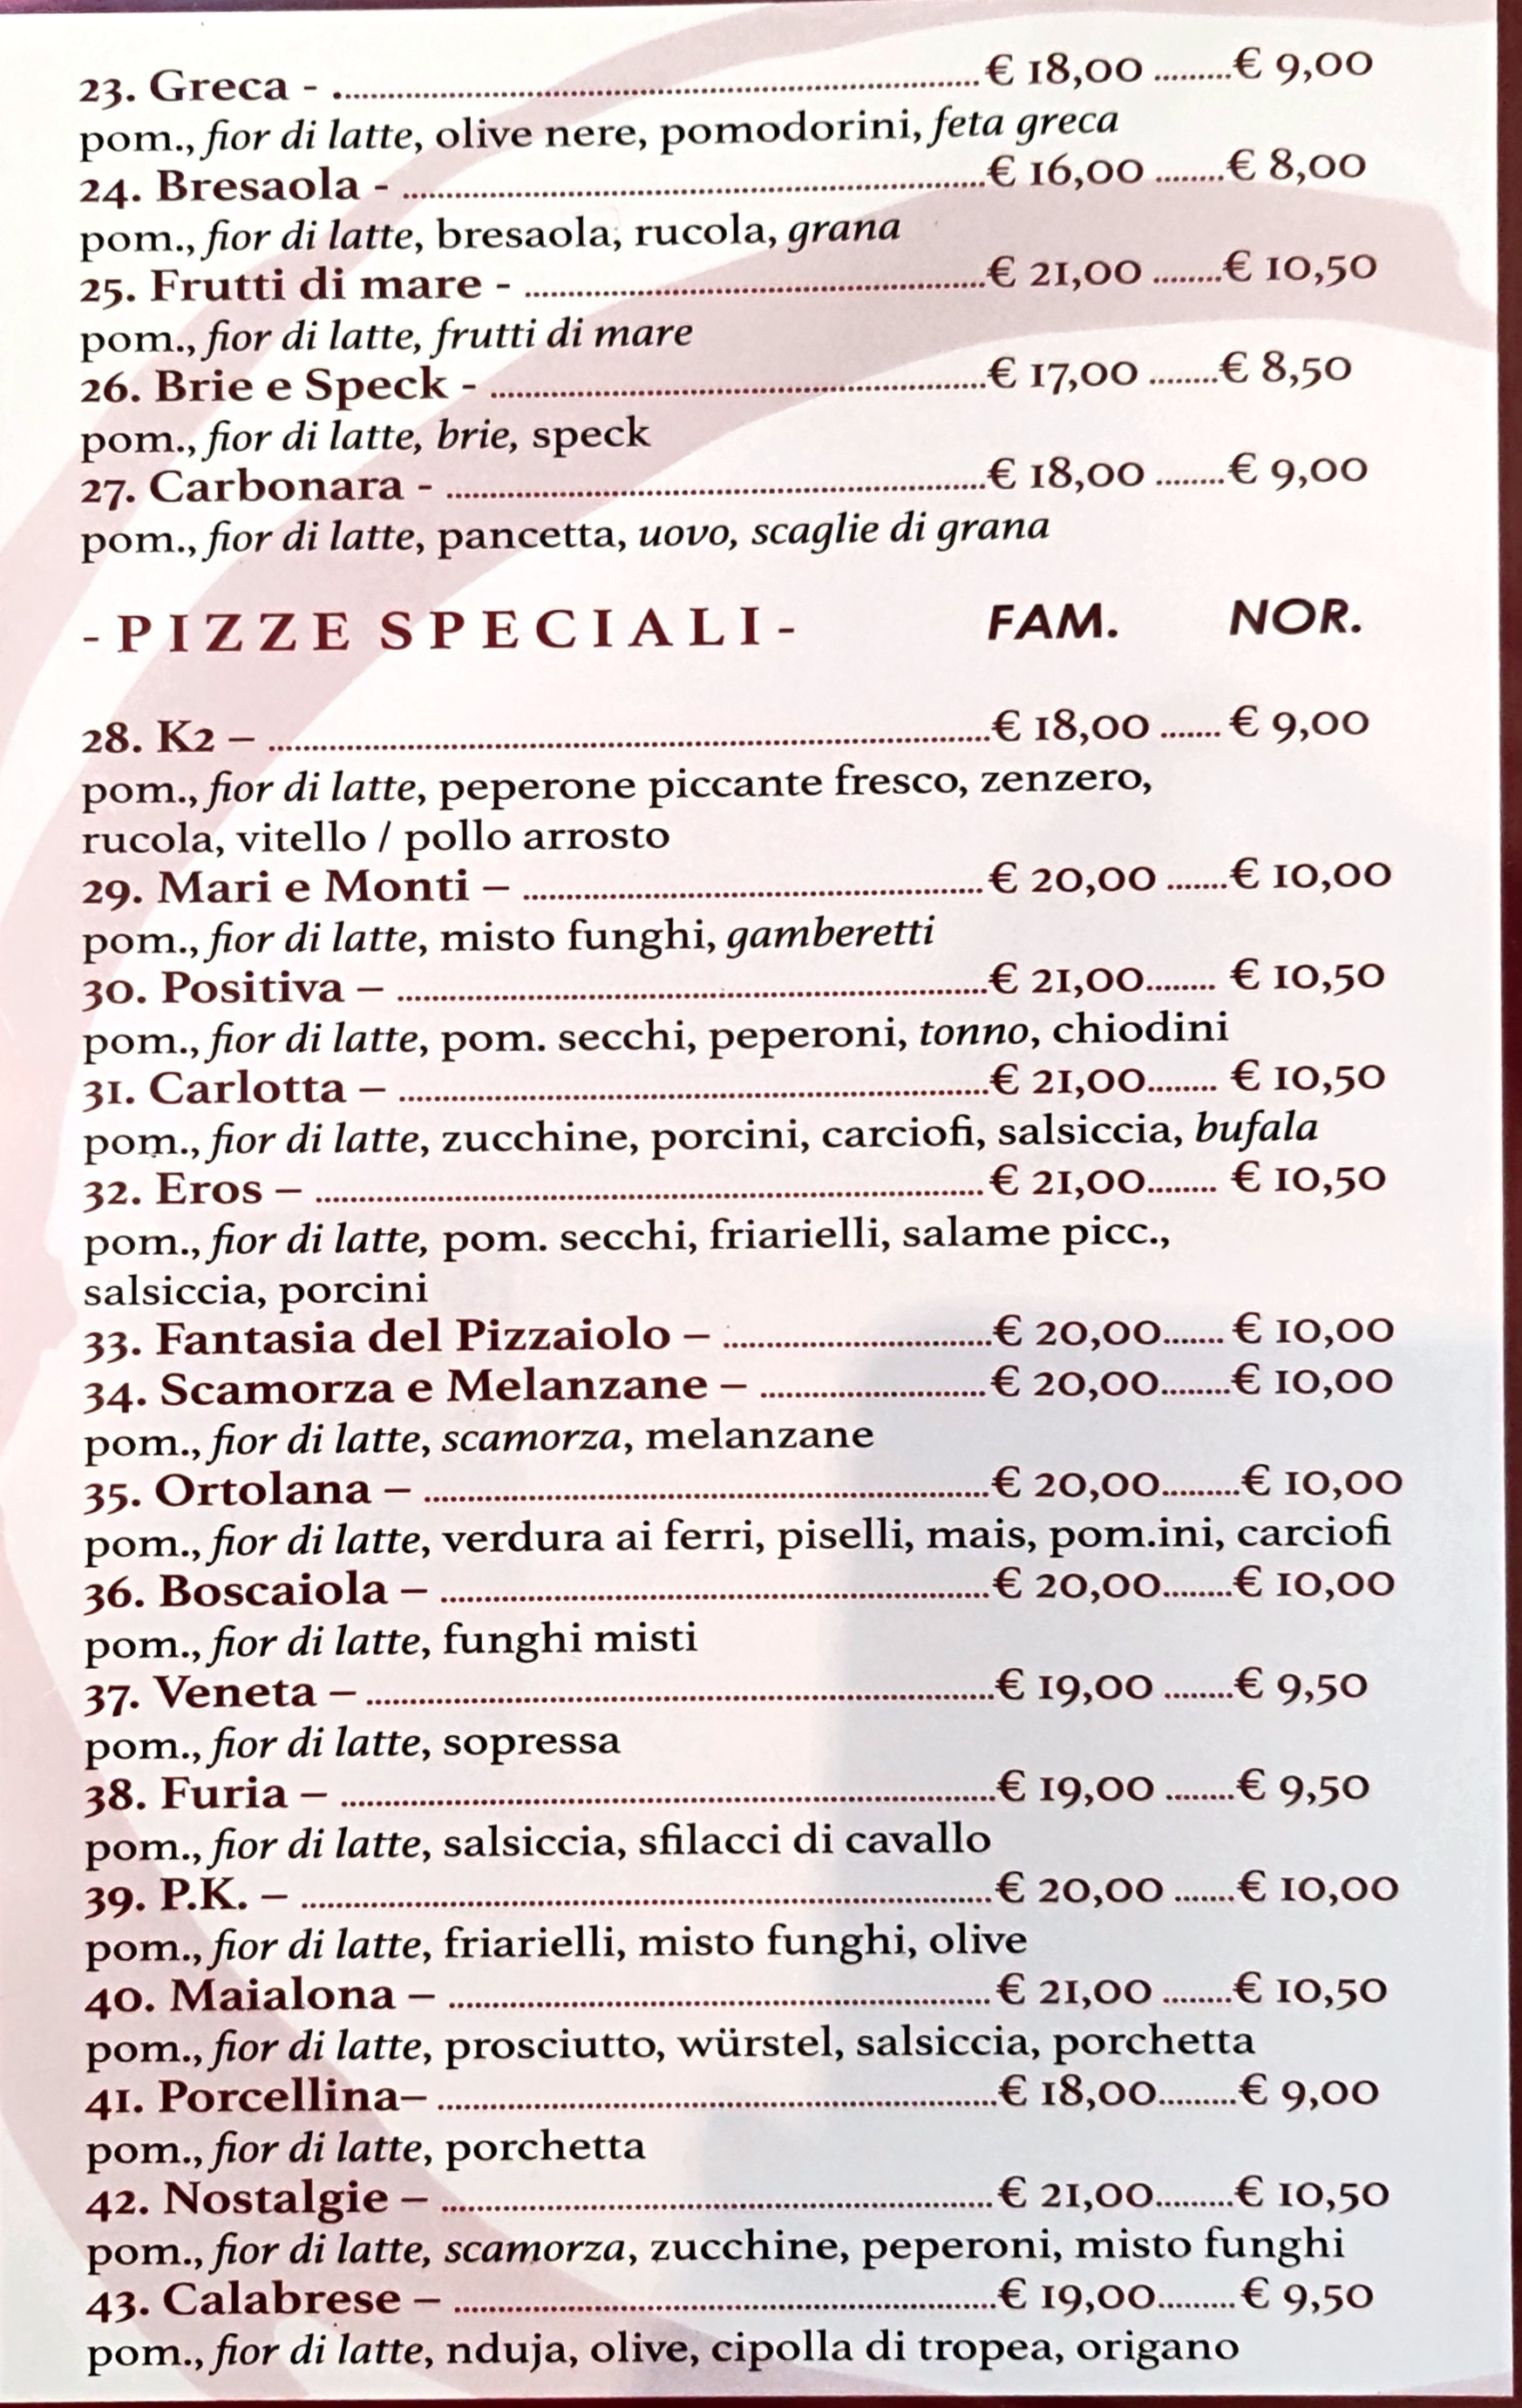 23. Greca - ..........€ 18,00.........€ 9,00
pom., fior di latte, olive nere, pomodorini, feta greca
24. Bresaola - ..........€ 16,00........€ 8,00
pom., fior di latte, bresaola, rucola, grana
25. Frutti di mare - ..........€ 21,00........€ 10,50
pom., fior di latte, frutti di mare
26. Brie e Speck - ..........€ 17,00........€ 8,50
pom., fior di latte, brie, speck
27. Carbonara - ..........€ 18,00........€ 9,00
pom., fior di latte, pancetta, uovo, scaglie di grana
- PIZZE SPECIALI - FAM. NOR.
28. K2 – ..........€ 18,00.......€ 9,00
pom., fior di latte, peperone piccante fresco, zenzero,
rucola, vitello / pollo arrosto
29. Mari e Monti – ..........€ 20,00.......€ 10,00
pom., fior di latte, misto funghi, gamberetti
30. Positiva – ..........€ 21,00........ € 10,50
pom., fior di latte, pom. secchi, peperoni, tonno, chiodini
31. Carlotta – ..........€ 21,00........ € 10,50
pom., fior di latte, zucchine, porcini, carciofi, salsiccia, bufala
32. Eros – ..........€ 21,00........ € 10,50
pom., fior di latte, pom. secchi, friarielli, salame picc.,
salsiccia, porcini
33. Fantasia del Pizzaiolo – ..........€ 20,00.......€ 10,00
34. Scamorza e Melanzane – ..........€ 20,00........€ 10,00
pom., fior di latte, scamorza, melanzane
35. Ortolana – ..........€ 20,00.........€ 10,00
pom., fior di latte, verdura ai ferri, piselli, mais, pom.ini, carciofi
36. Boscaiola – ..........€ 20,00........€ 10,00
pom., fior di latte, funghi misti
37. Veneta – ..........€ 19,00........€ 9,50
pom., fior di latte, sopressa
38. Furia – ..........€ 19,00........€ 9,50
pom., fior di latte, salsiccia, sfilacci di cavallo
39. P.K. – ..........€ 20,00.......€ 10,00
pom., fior di latte, friarielli, misto funghi, olive
40. Maialona – ..........€ 21,00........€ 10,50
pom., fior di latte, prosciutto, würstel, salsiccia, porchetta
41. Porcellina– ..........€ 18,00.........€ 9,00
pom., fior di latte, porchetta
42. Nostalgie – ..........€ 21,00.........€ 10,50
pom., fior di latte, scamorza, zucchine, peperoni, misto funghi
43. Calabrese – ..........€ 19,00.........€ 9,50
pom., fior di latte, nduja, olive, cipolla di tropea, origano